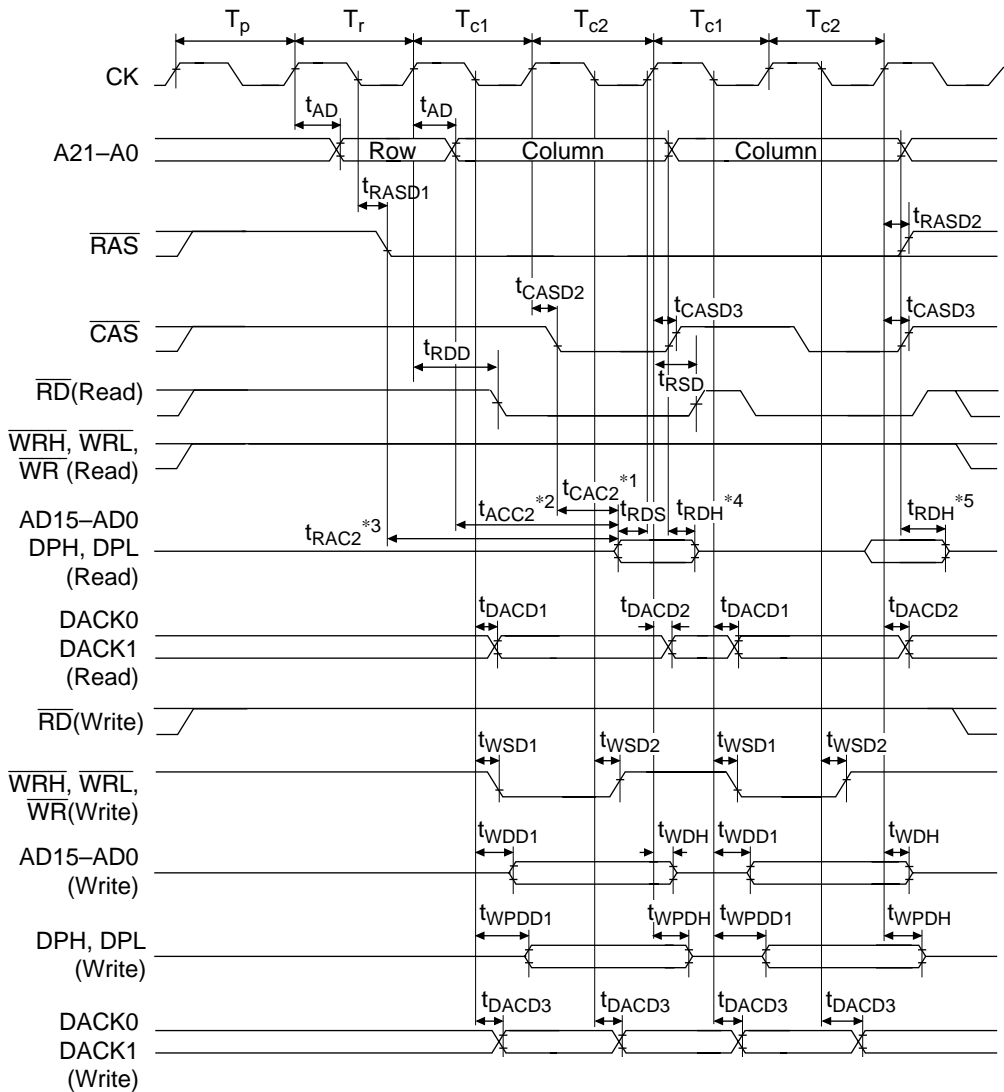 Tp Tr Tc1 Tc2 Tc1 Tc2
CK
tAD tAD
A21–A0 Row Column Column
tRASD1 tRASD2
RAS
tCASD2 tCASD3 tCASD3
CAS
tRDD tRSD
RD(Read)
WRH, WRL,
WR (Read)
tCAC2*1
AD15–AD0 tACC2*2 tRDS tRDH*4 tRDH*5
DPH, DPL tRAC2*3
(Read)
DACK0 tDACD1 tDACD2 tDACD1 tDACD2
DACK1
(Read)
RD(Write)
tWSD1 tWSD2 tWSD1 tWSD2
WRH, WRL,
WR(Write)
AD15–AD0 tWDD1 tWDH tWDD1 tWDH
(Write)
DPH, DPL tWPDD1 tWPDH tWPDD1 tWPDH
(Write)
DACK0 tDACD3 tDACD3 tDACD3 tDACD3
DACK1
(Write)